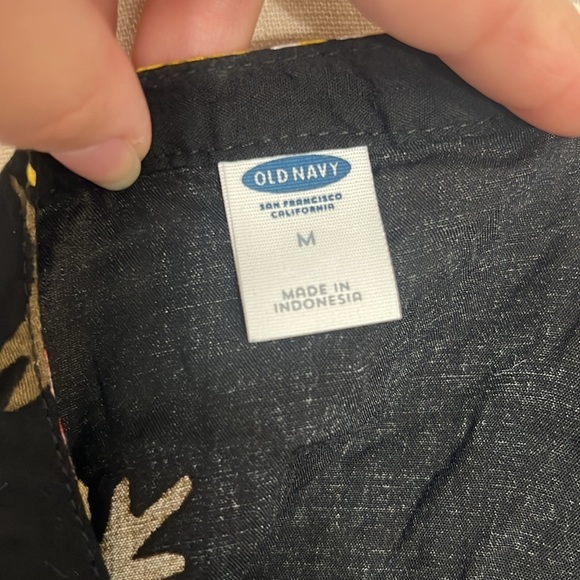 OLD NAVY
SAN FRANCISCO
CALIFORNIA
M
MADE IN
INDONESIA